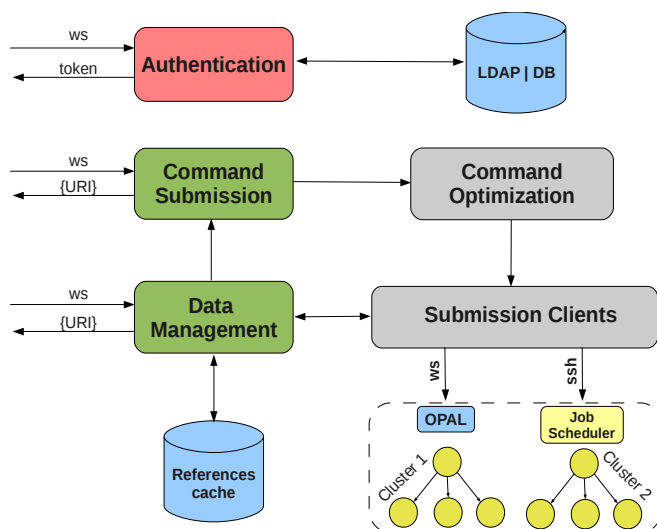 ws
token
Authentication
LDAP | DB
ws
{URI}
Command
Submission
Command
Optimization
ws
{URI}
Data
Management
Submission Clients
ws
ssh
OPAL
Job
Scheduler
References
cache
Cluster 1
Cluster 2